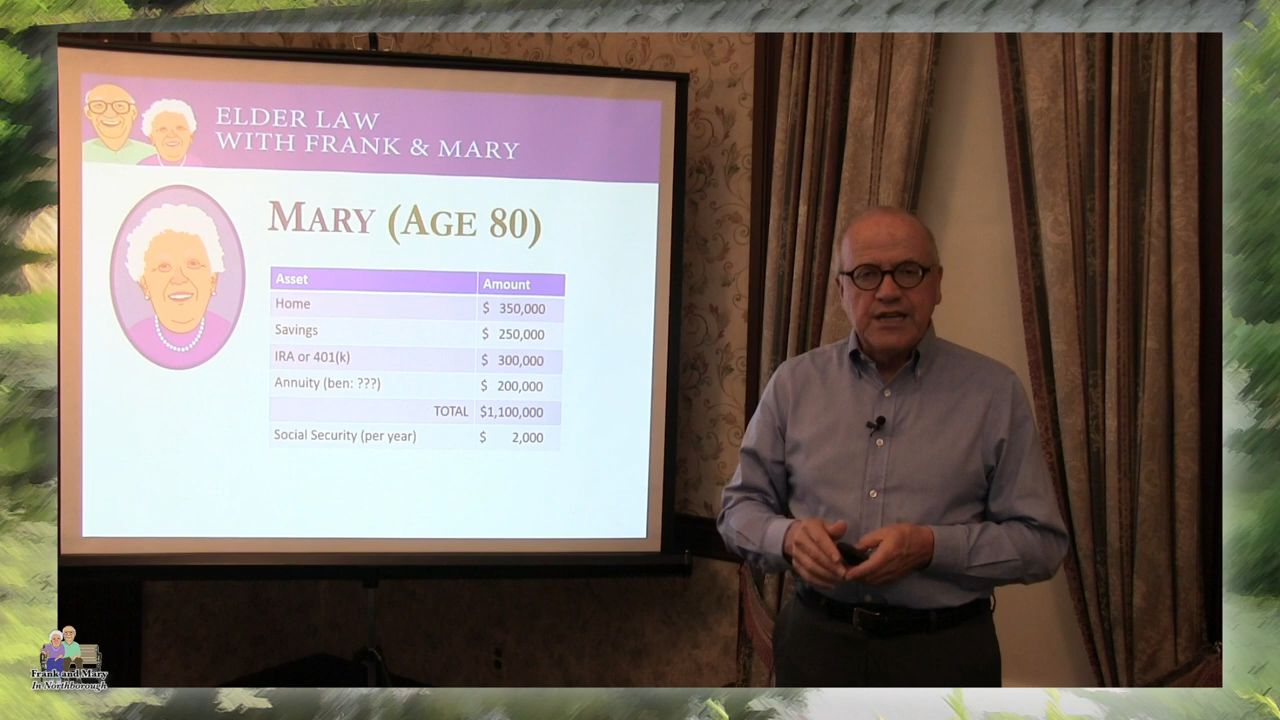 ELDER LAW
WITH FRANK & MARY
MARY (AGE 80)
Asset Amount
Home $ 350,000
Savings $ 250,000
IRA or 401(k) $ 300,000
Annuity (ben: ???) $ 200,000
TOTAL $1,100,000
Social Security (per year) $ 2,000
Frank and Mary
In Northborough